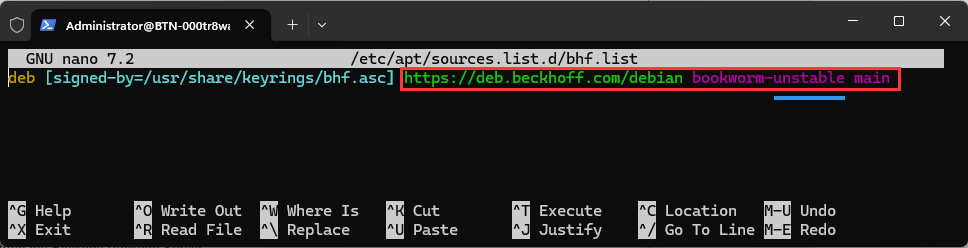 Administrator@BTN-000tr8wa
GNU nano 7.2 /etc/apt/sources.list.d/bhf.list
deb [signed-by=/usr/share/keyrings/bhf.asc] https://deb.beckhoff.com/debian bookworm-unstable main
^G Help ^O Write Out ^W Where Is ^K Cut ^T Execute ^C Location M-U Undo
^X Exit ^R Read File ^\ Replace ^U Paste ^J Justify ^/ Go To Line M-E Redo